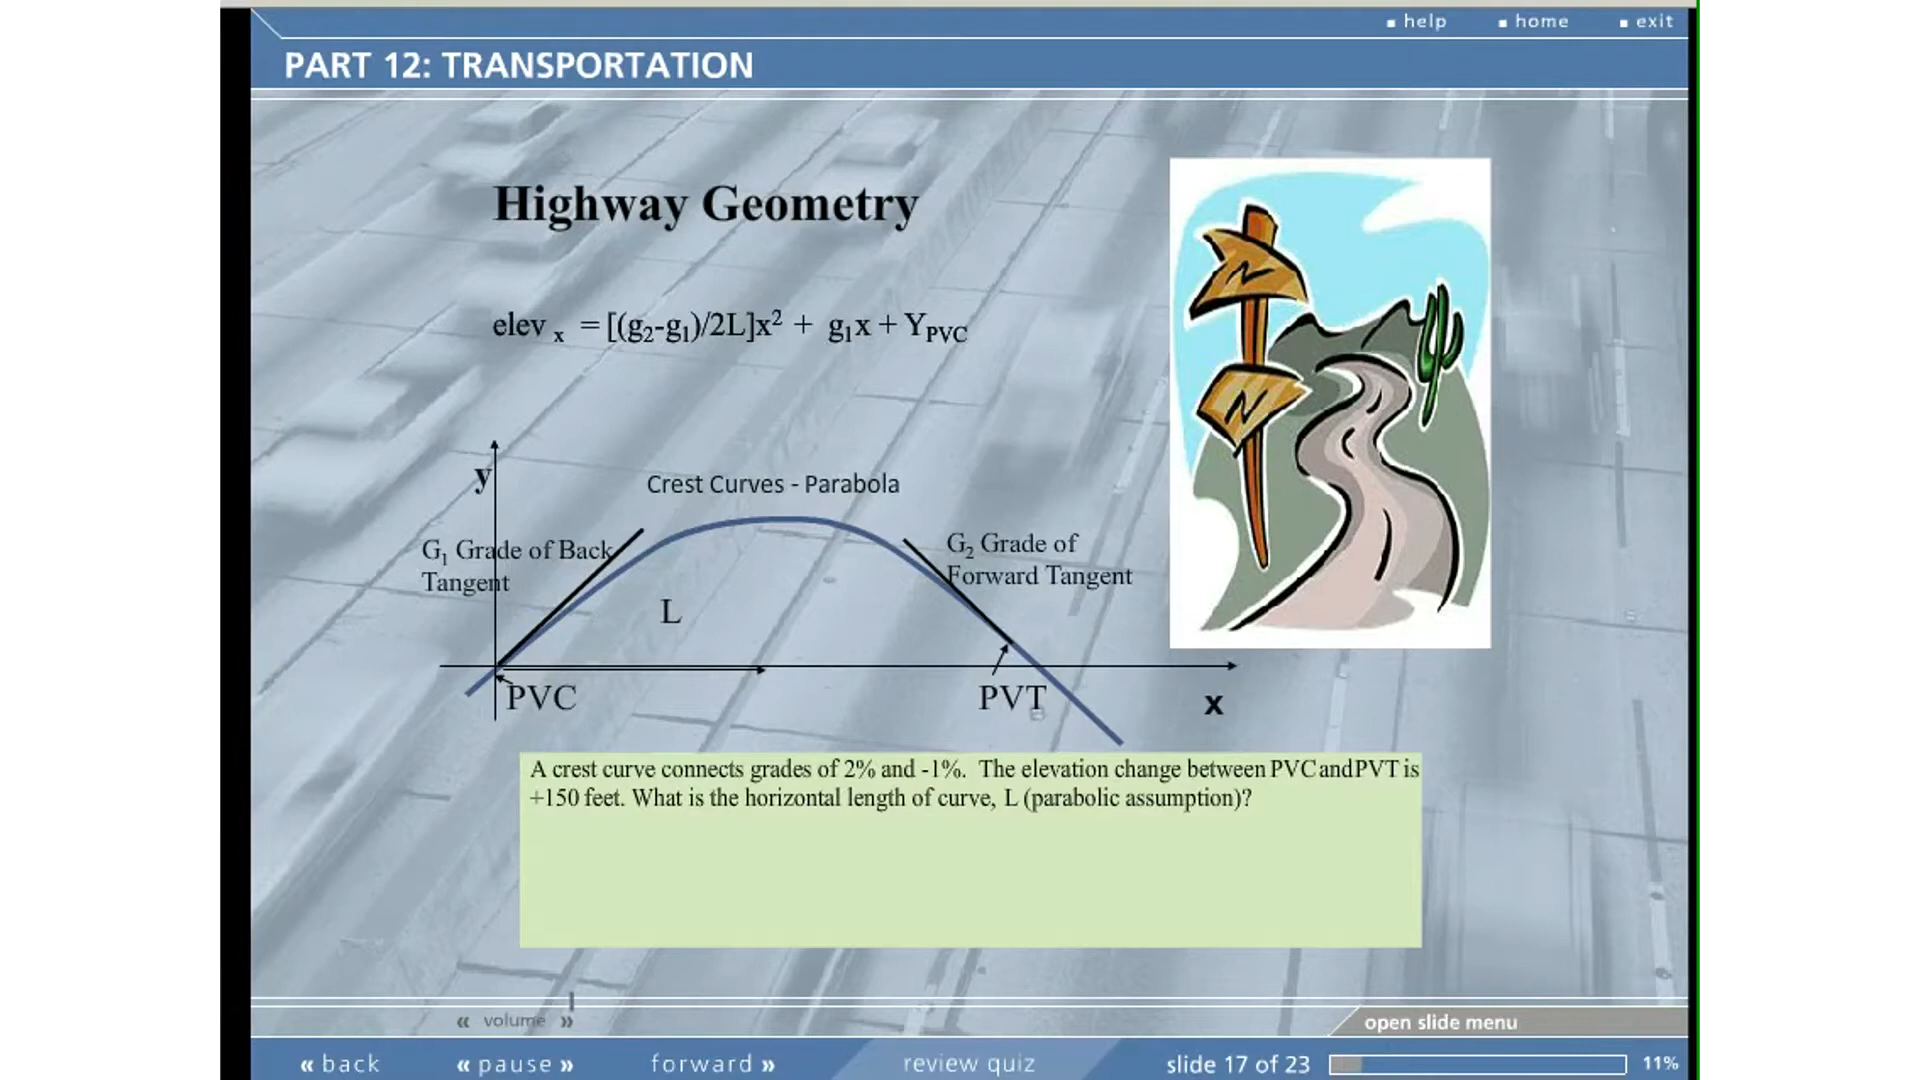 ▪ help ▪ home ▪ exit
PART 12: TRANSPORTATION
Highway Geometry
elev ₓ = [(g₂-g₁)/2L]x² + g₁x + Y_PVC
y
Crest Curves - Parabola
G₁ Grade of Back
Tangent
G₂ Grade of
Forward Tangent
L
PVC
PVT
x
A crest curve connects grades of 2% and -1%. The elevation change between PVC and PVT is
+150 feet. What is the horizontal length of curve, L (parabolic assumption)?
« volume »
open slide menu
« back « pause » forward » review quiz slide 17 of 23 11%